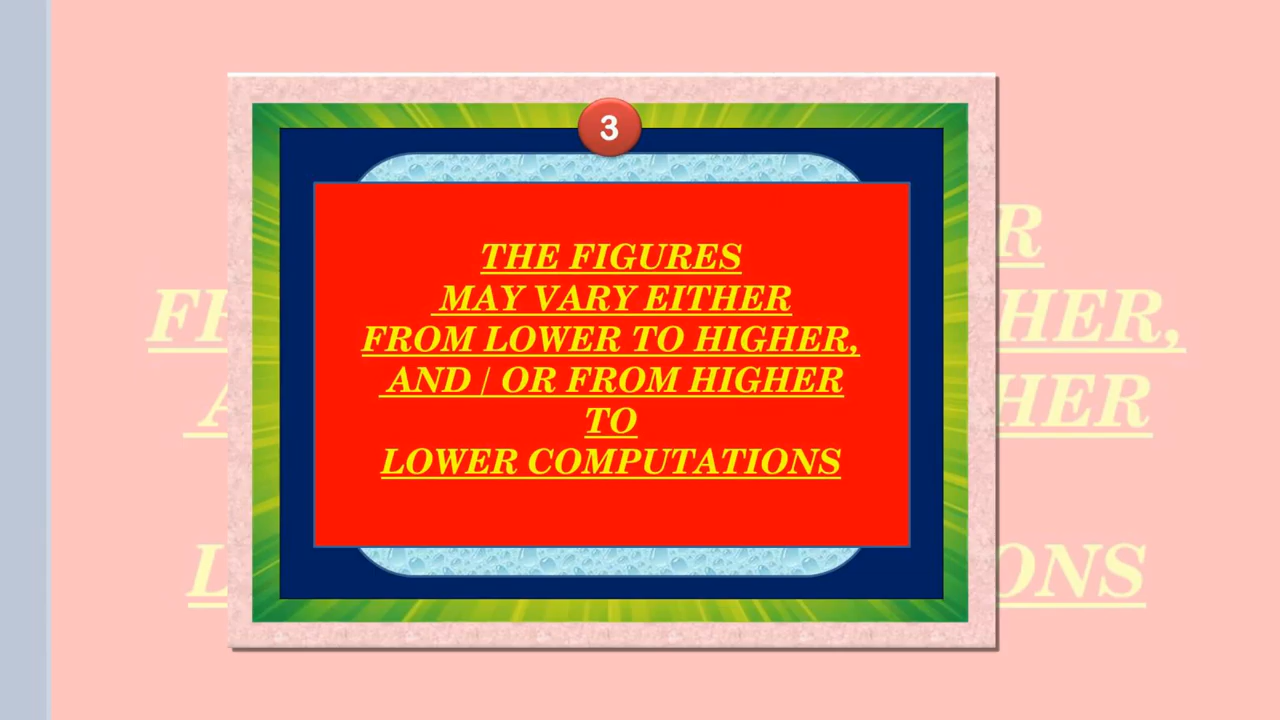 3
THE FIGURES
MAY VARY EITHER
FROM LOWER TO HIGHER,
AND / OR FROM HIGHER
TO
LOWER COMPUTATIONS